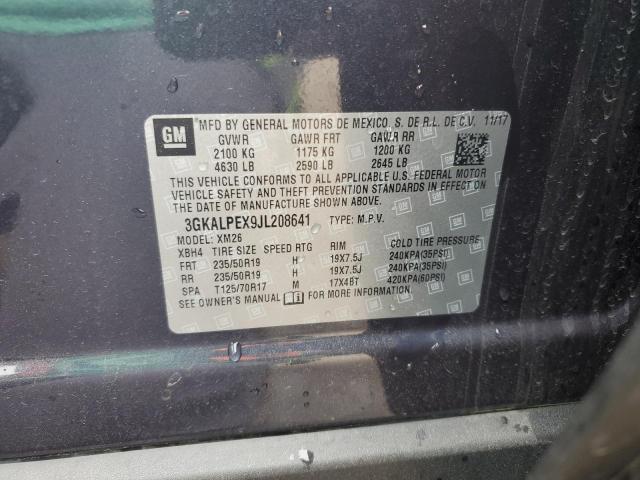 GM MFD BY GENERAL MOTORS DE MEXICO, S. DE R.L. DE C.V. 11/17
GVWR GAWR FRT GAWR RR
2100 KG 1175 KG 1200 KG
4630 LB 2590 LB 2645 LB
THIS VEHICLE CONFORMS TO ALL APPLICABLE U.S. FEDERAL MOTOR
VEHICLE SAFETY AND THEFT PREVENTION STANDARDS IN EFFECT ON
THE DATE OF MANUFACTURE SHOWN ABOVE.
3GKALPEX9JL208641 TYPE: M.P.V.
MODEL: XM26
XBH4 TIRE SIZE SPEED RTG RIM COLD TIRE PRESSURE
FRT 235/50R19 H 19X7.5J 240KPA(35PSI)
RR 235/50R19 H 19X7.5J 240KPA(35PSI)
SPA T125/70R17 M 17X4BT 420KPA(60PSI)
SEE OWNER'S MANUAL FOR MORE INFORMATION.